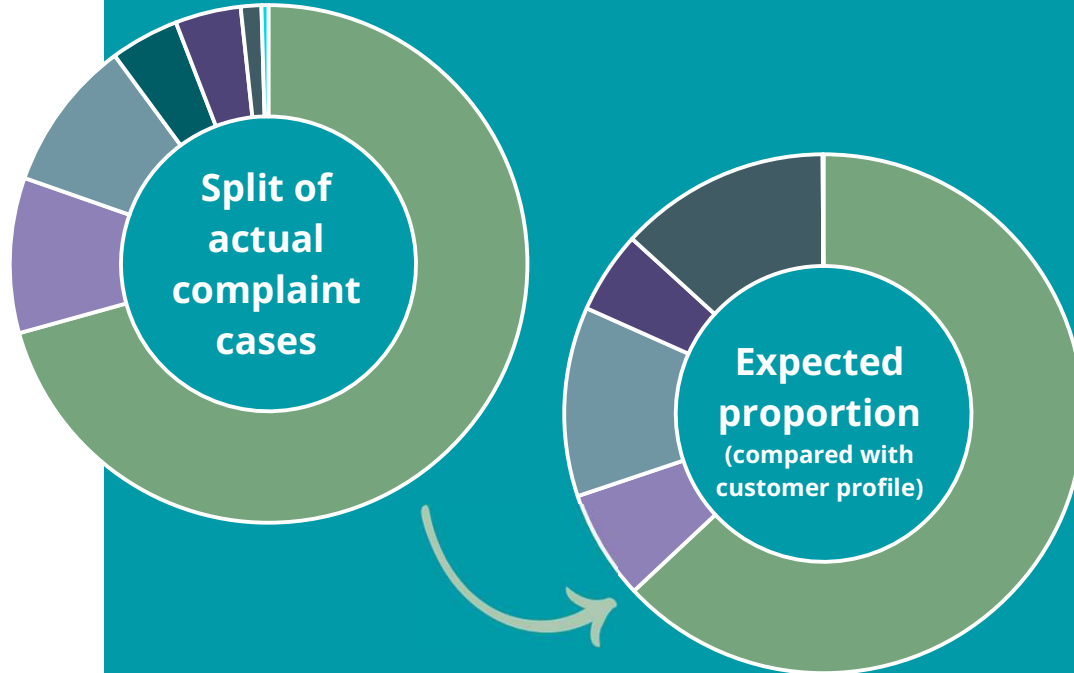 Split of
actual
complaint
cases
Expected
proportion
(compared with
customer profile)